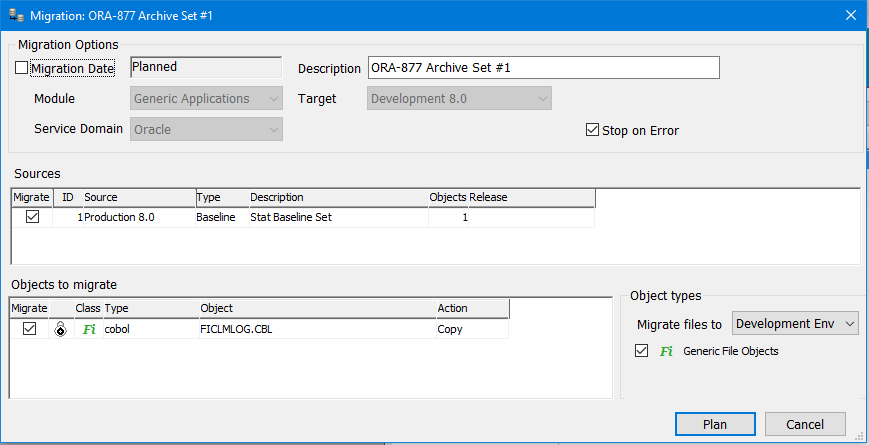 Migration: ORA-877 Archive Set #1
Migration Options
Migration Date Planned Description ORA-877 Archive Set #1
Module Generic Applications Target Development 8.0
Service Domain Oracle Stop on Error
Sources
Migrate ID Source Type Description Objects Release
1 Production 8.0 Baseline Stat Baseline Set 1
Objects to migrate
Migrate Class Type Object Action
Fi cobol FICLMLOG.CBL Copy
Object types
Migrate files to Development Env
Fi Generic File Objects
Plan Cancel